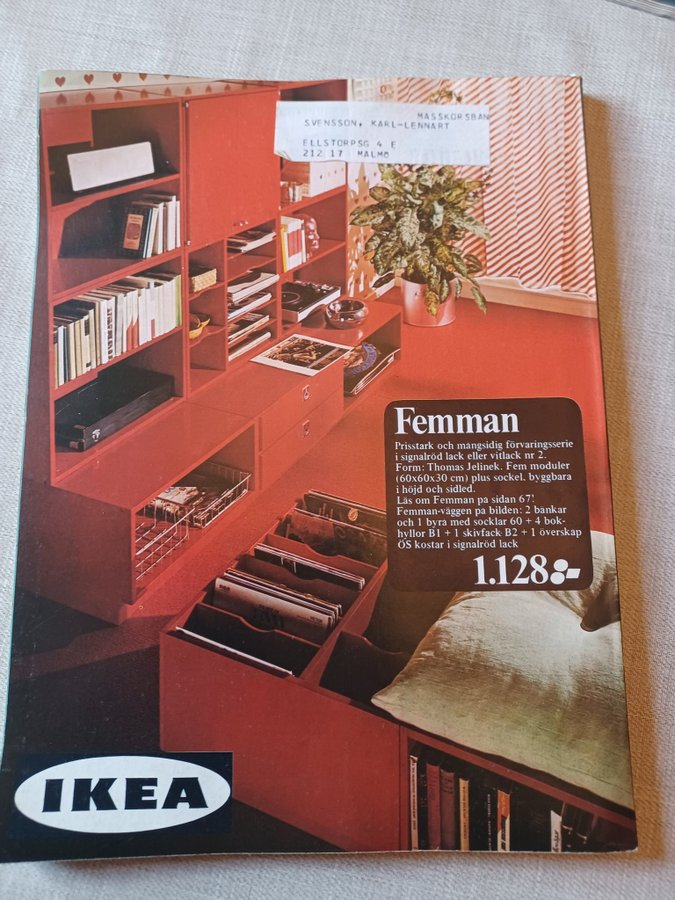 MASSKORSBAN
SVENSSON, KARL-LENNART
ELLSTORPSG 4 E
212 17 MALMÖ
Femman
Prisstark och mångsidig förvaringsserie
i signalröd lack eller vitlack nr 2.
Form: Thomas Jelinek. Fem moduler
(60x60x30 cm) plus sockel, byggbara
i höjd och sidled.
Läs om Femman på sidan 67!
Femman-väggen på bilden: 2 bänkar
och 1 byrå med socklar 60 + 4 bok-
hyllor B1 + 1 skivfack B2 + 1 överskåp
ÖS kostar i signalröd lack
1.128:-
IKEA